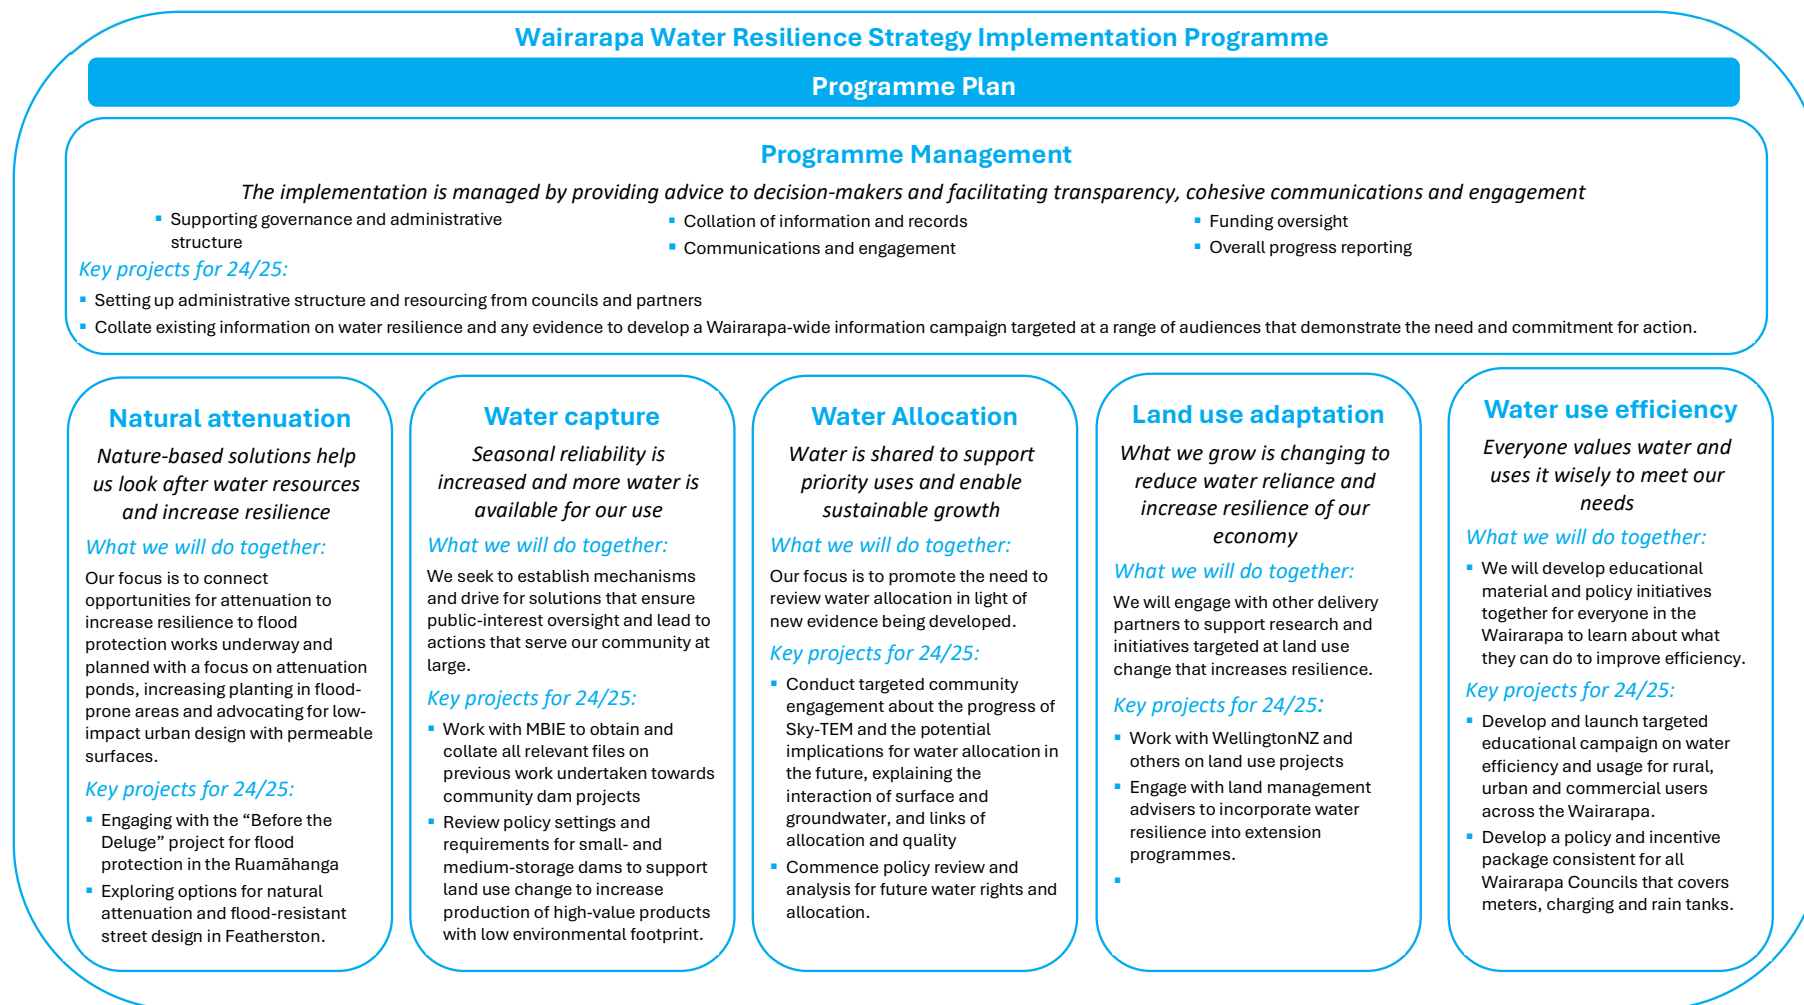 Wairarapa Water Resilience Strategy Implementation Programme
Programme Plan
Programme Management
The implementation is managed by providing advice to decision-makers and facilitating transparency, cohesive communications and engagement
▪ Supporting governance and administrative
structure
▪ Collation of information and records
▪ Communications and engagement
▪ Funding oversight
▪ Overall progress reporting
Key projects for 24/25:
▪ Setting up administrative structure and resourcing from councils and partners
▪ Collate existing information on water resilience and any evidence to develop a Wairarapa-wide information campaign targeted at a range of audiences that demonstrate the need and commitment for action.
Natural attenuation
Nature-based solutions help
us look after water resources
and increase resilience
What we will do together:
Our focus is to connect
opportunities for attenuation to
increase resilience to flood
protection works underway and
planned with a focus on attenuation
ponds, increasing planting in flood-
prone areas and advocating for low-
impact urban design with permeable
surfaces.
Key projects for 24/25:
▪ Engaging with the “Before the
Deluge” project for flood
protection in the Ruamāhanga
▪ Exploring options for natural
attenuation and flood-resistant
street design in Featherston.
Water capture
Seasonal reliability is
increased and more water is
available for our use
What we will do together:
We seek to establish mechanisms
and drive for solutions that ensure
public-interest oversight and lead to
actions that serve our community at
large.
Key projects for 24/25:
▪ Work with MBIE to obtain and
collate all relevant files on
previous work undertaken towards
community dam projects
▪ Review policy settings and
requirements for small- and
medium-storage dams to support
land use change to increase
production of high-value products
with low environmental footprint.
Water Allocation
Water is shared to support
priority uses and enable
sustainable growth
What we will do together:
Our focus is to promote the need to
review water allocation in light of
new evidence being developed.
Key projects for 24/25:
▪ Conduct targeted community
engagement about the progress of
Sky-TEM and the potential
implications for water allocation in
the future, explaining the
interaction of surface and
groundwater, and links of
allocation and quality
▪ Commence policy review and
analysis for future water rights and
allocation.
Land use adaptation
What we grow is changing to
reduce water reliance and
increase resilience of our
economy
What we will do together:
We will engage with other delivery
partners to support research and
initiatives targeted at land use
change that increases resilience.
Key projects for 24/25:
▪ Work with WellingtonNZ and
others on land use projects
▪ Engage with land management
advisers to incorporate water
resilience into extension
programmes.
▪
Water use efficiency
Everyone values water and
uses it wisely to meet our
needs
What we will do together:
▪ We will develop educational
material and policy initiatives
together for everyone in the
Wairarapa to learn about what
they can do to improve efficiency.
Key projects for 24/25:
▪ Develop and launch targeted
educational campaign on water
efficiency and usage for rural,
urban and commercial users
across the Wairarapa.
▪ Develop a policy and incentive
package consistent for all
Wairarapa Councils that covers
meters, charging and rain tanks.